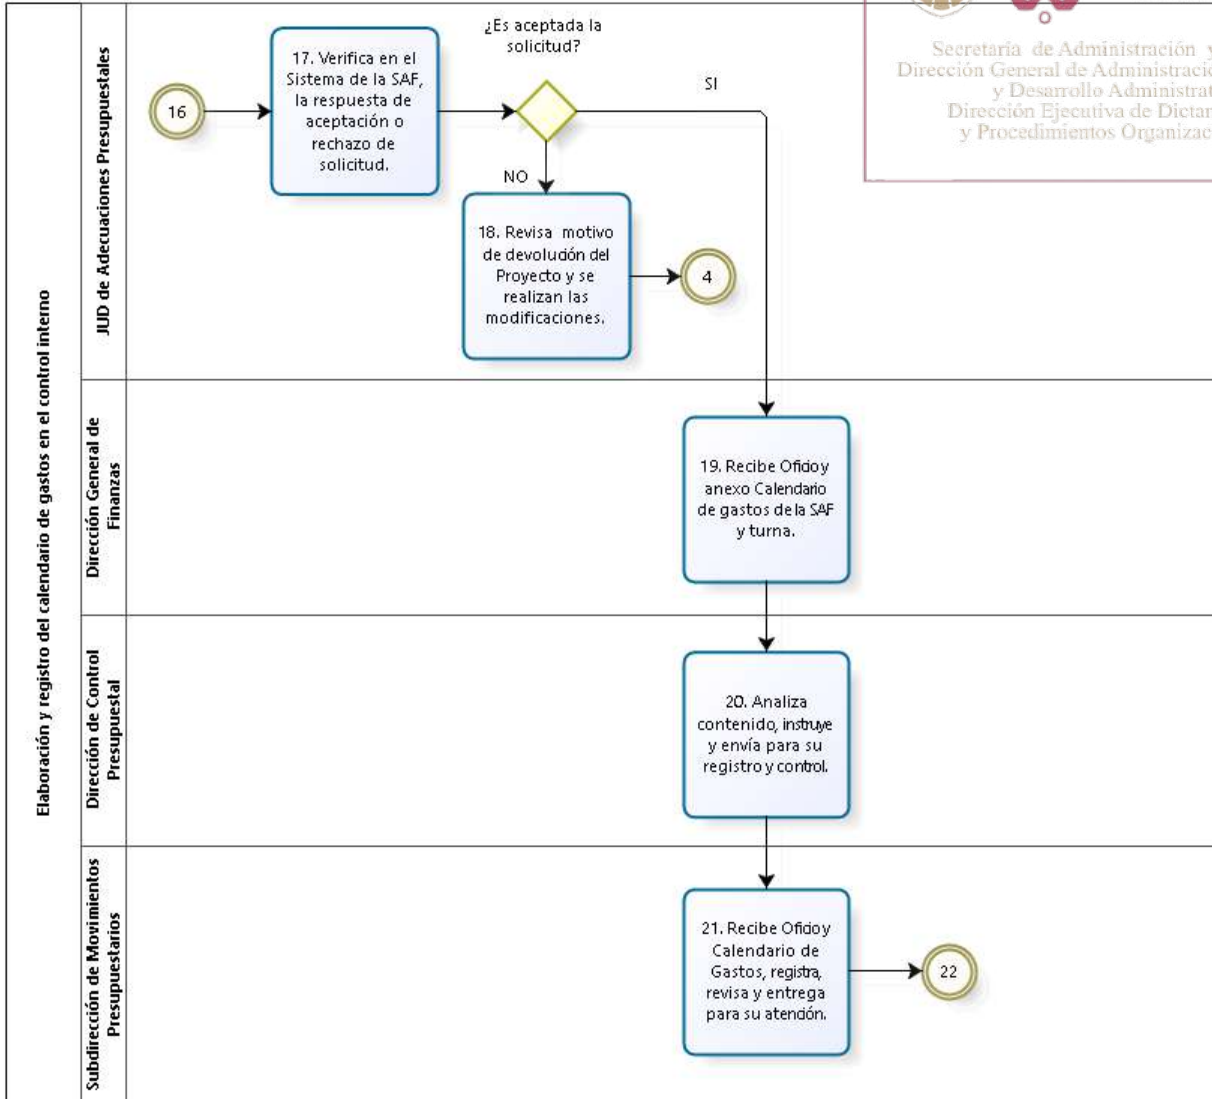 Secretaría de Administración y
Dirección General de Administració
y Desarrollo Administrat
Dirección Ejecutiva de Dictar
y Procedimientos Organizac
Elaboración y registro del calendario de gastos en el control interno
JUD de Adecuaciones Presupuestales
16
17. Verifica en el
Sistema de la SAF,
la respuesta de
aceptación o
rechazo de
solicitud.
¿Es aceptada la
solicitud?
SI
NO
18. Revisa motivo
de devolución del
Proyecto y se
realizan las
modificaciones.
4
Dirección General de
Finanzas
19. Recibe Oficio y
anexo Calendario
de gastos de la SAF
y turna.
Dirección de Control
Presupuestal
20. Analiza
contenido, instruye
y envía para su
registro y control.
Subdirección de Movimientos
Presupuestarios
21. Recibe Oficio y
Calendario de
Gastos, registra,
revisa y entrega
para su atención.
22